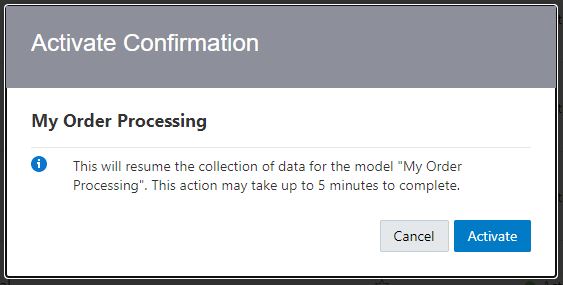 Activate Confirmation
My Order Processing
This will resume the collection of data for the model "My Order
Processing". This action may take up to 5 minutes to complete.
Cancel
Activate